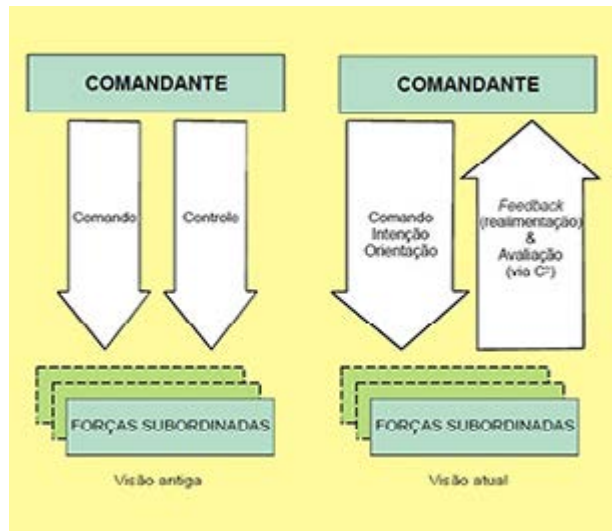 COMANDANTE
Comando
Controle
FORÇAS SUBORDINADAS
Visão antiga
COMANDANTE
Comando
Intenção
Orientação
Feedback
(realimentação)
&
Avaliação
(via C²)
FORÇAS SUBORDINADAS
Visão atual